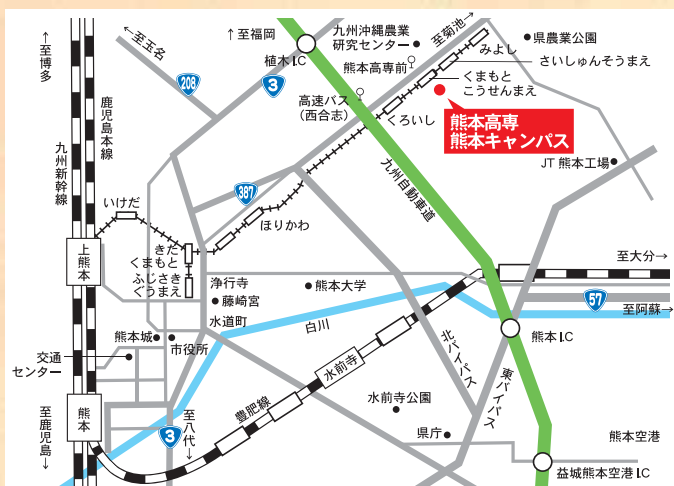 ←至玉名
↑至福岡
九州沖縄農業
研究センター
至菊池→
みよし
県農業公園
↑至博多
208
3
植木I.C
熊本高専前
さいしゅんそうまえ
くまもと
こうせんまえ
鹿児島本線
高速バス
(西合志)
くろいし
熊本高専
熊本キャンパス
九州新幹線
九州自動車道
JT 熊本工場
387
いけだ
ほりかわ
上熊本
きた
くまもと
ふじさき
ぐうまえ
浄行寺
熊本大学
至大分→
藤崎宮
57
水道町
白川
至阿蘇→
熊本城
市役所
北バイパス
熊本I.C
交通
センター
水前寺
東バイパス
熊本
至八代→
豊肥線
水前寺公園
至鹿児島→
3
県庁
熊本空港
益城熊本空港I.C